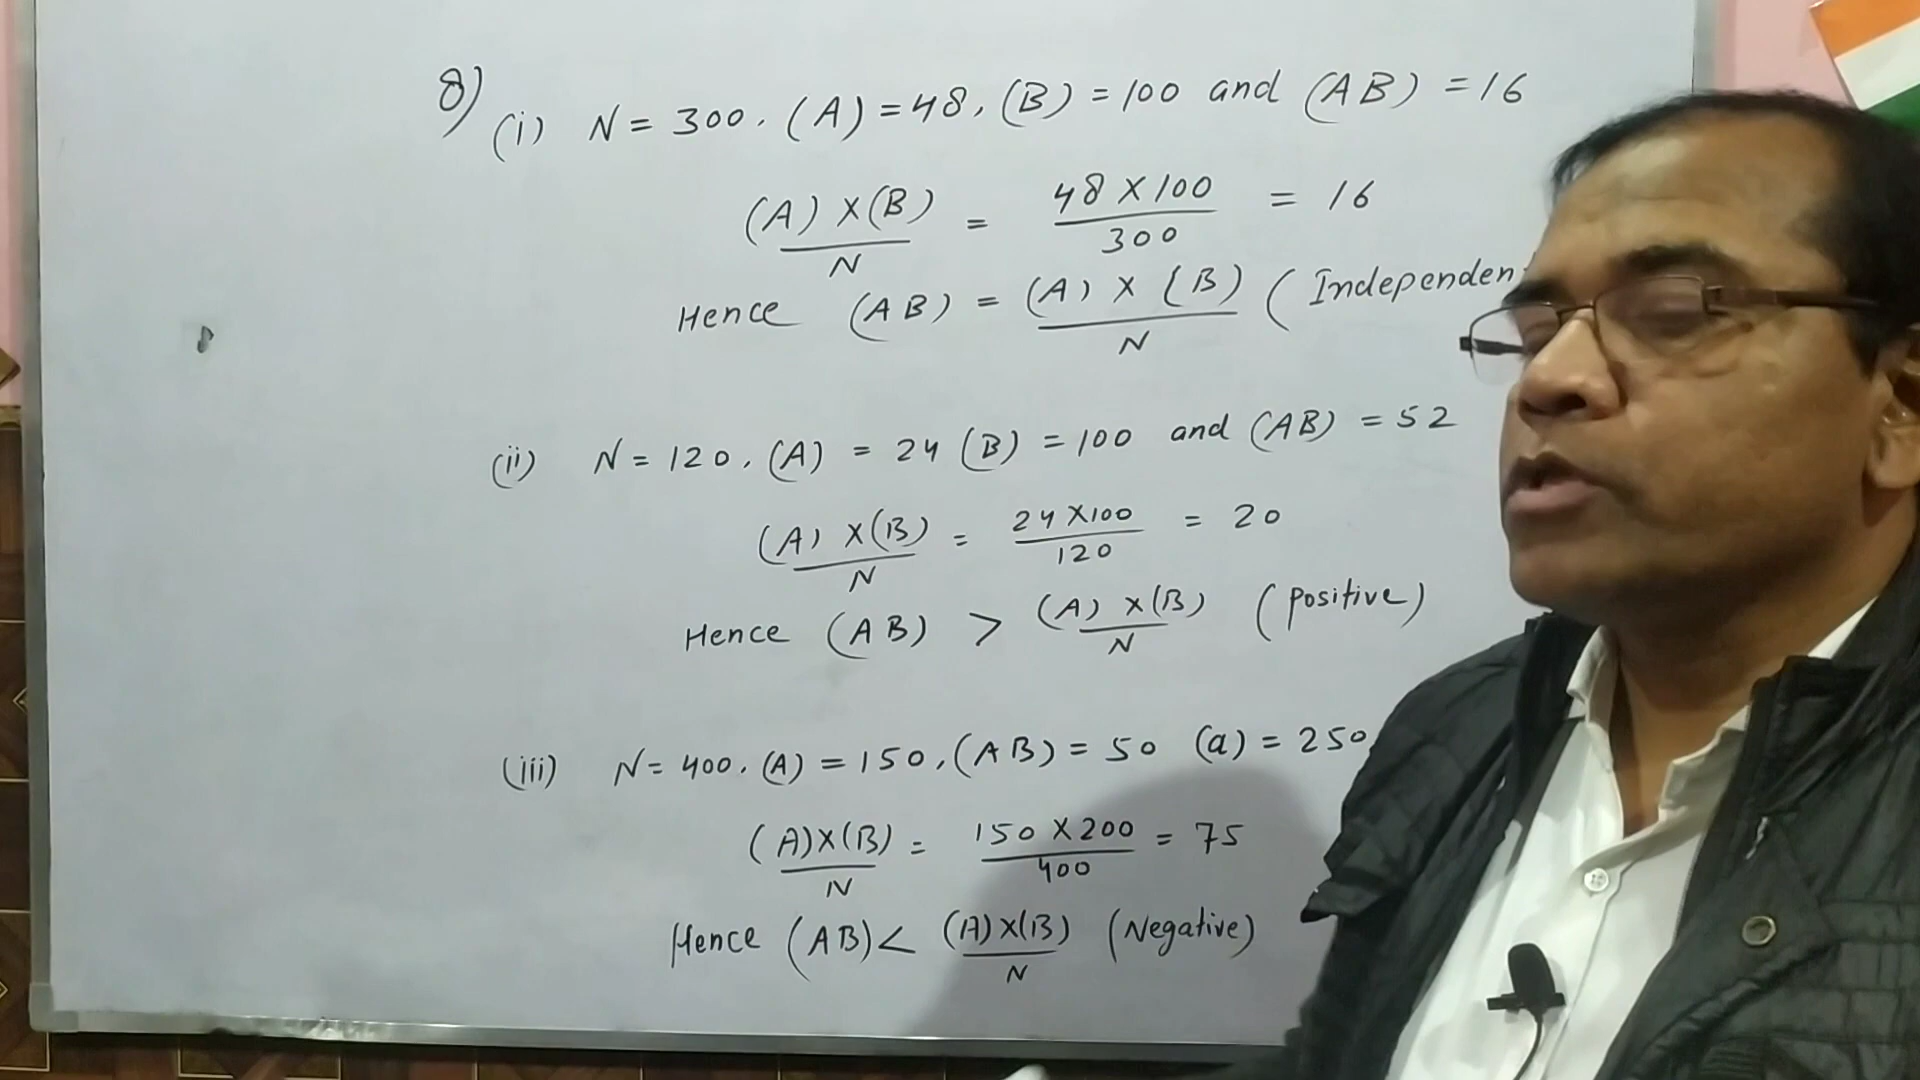 8)
(i) N = 300, (A) = 48, (B) = 100 and (AB) = 16
(A) X (B) / N = 48 X 100 / 300 = 16
Hence (AB) = (A) X (B) / N (Independen
(ii) N = 120, (A) = 24 (B) = 100 and (AB) = 52
(A) X (B) / N = 24 X 100 / 120 = 20
Hence (AB) > (A) X (B) / N (Positive)
(iii) N = 400, (A) = 150, (AB) = 50 (a) = 250,
(A) X (B) / N = 150 X 200 / 400 = 75
Hence (AB) < (A) X (B) / N (Negative)